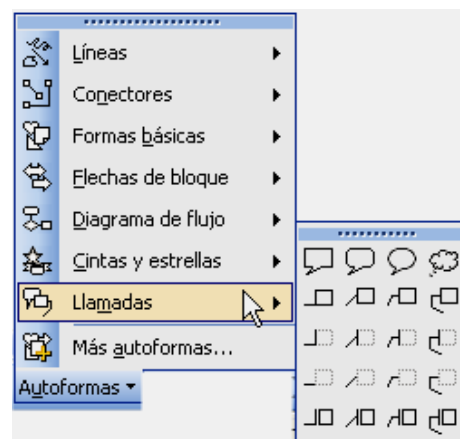 Líneas
Conectores
Formas básicas
Flechas de bloque
Diagrama de flujo
Cintas y estrellas
Llamadas
Más autoformas...
Autoformas